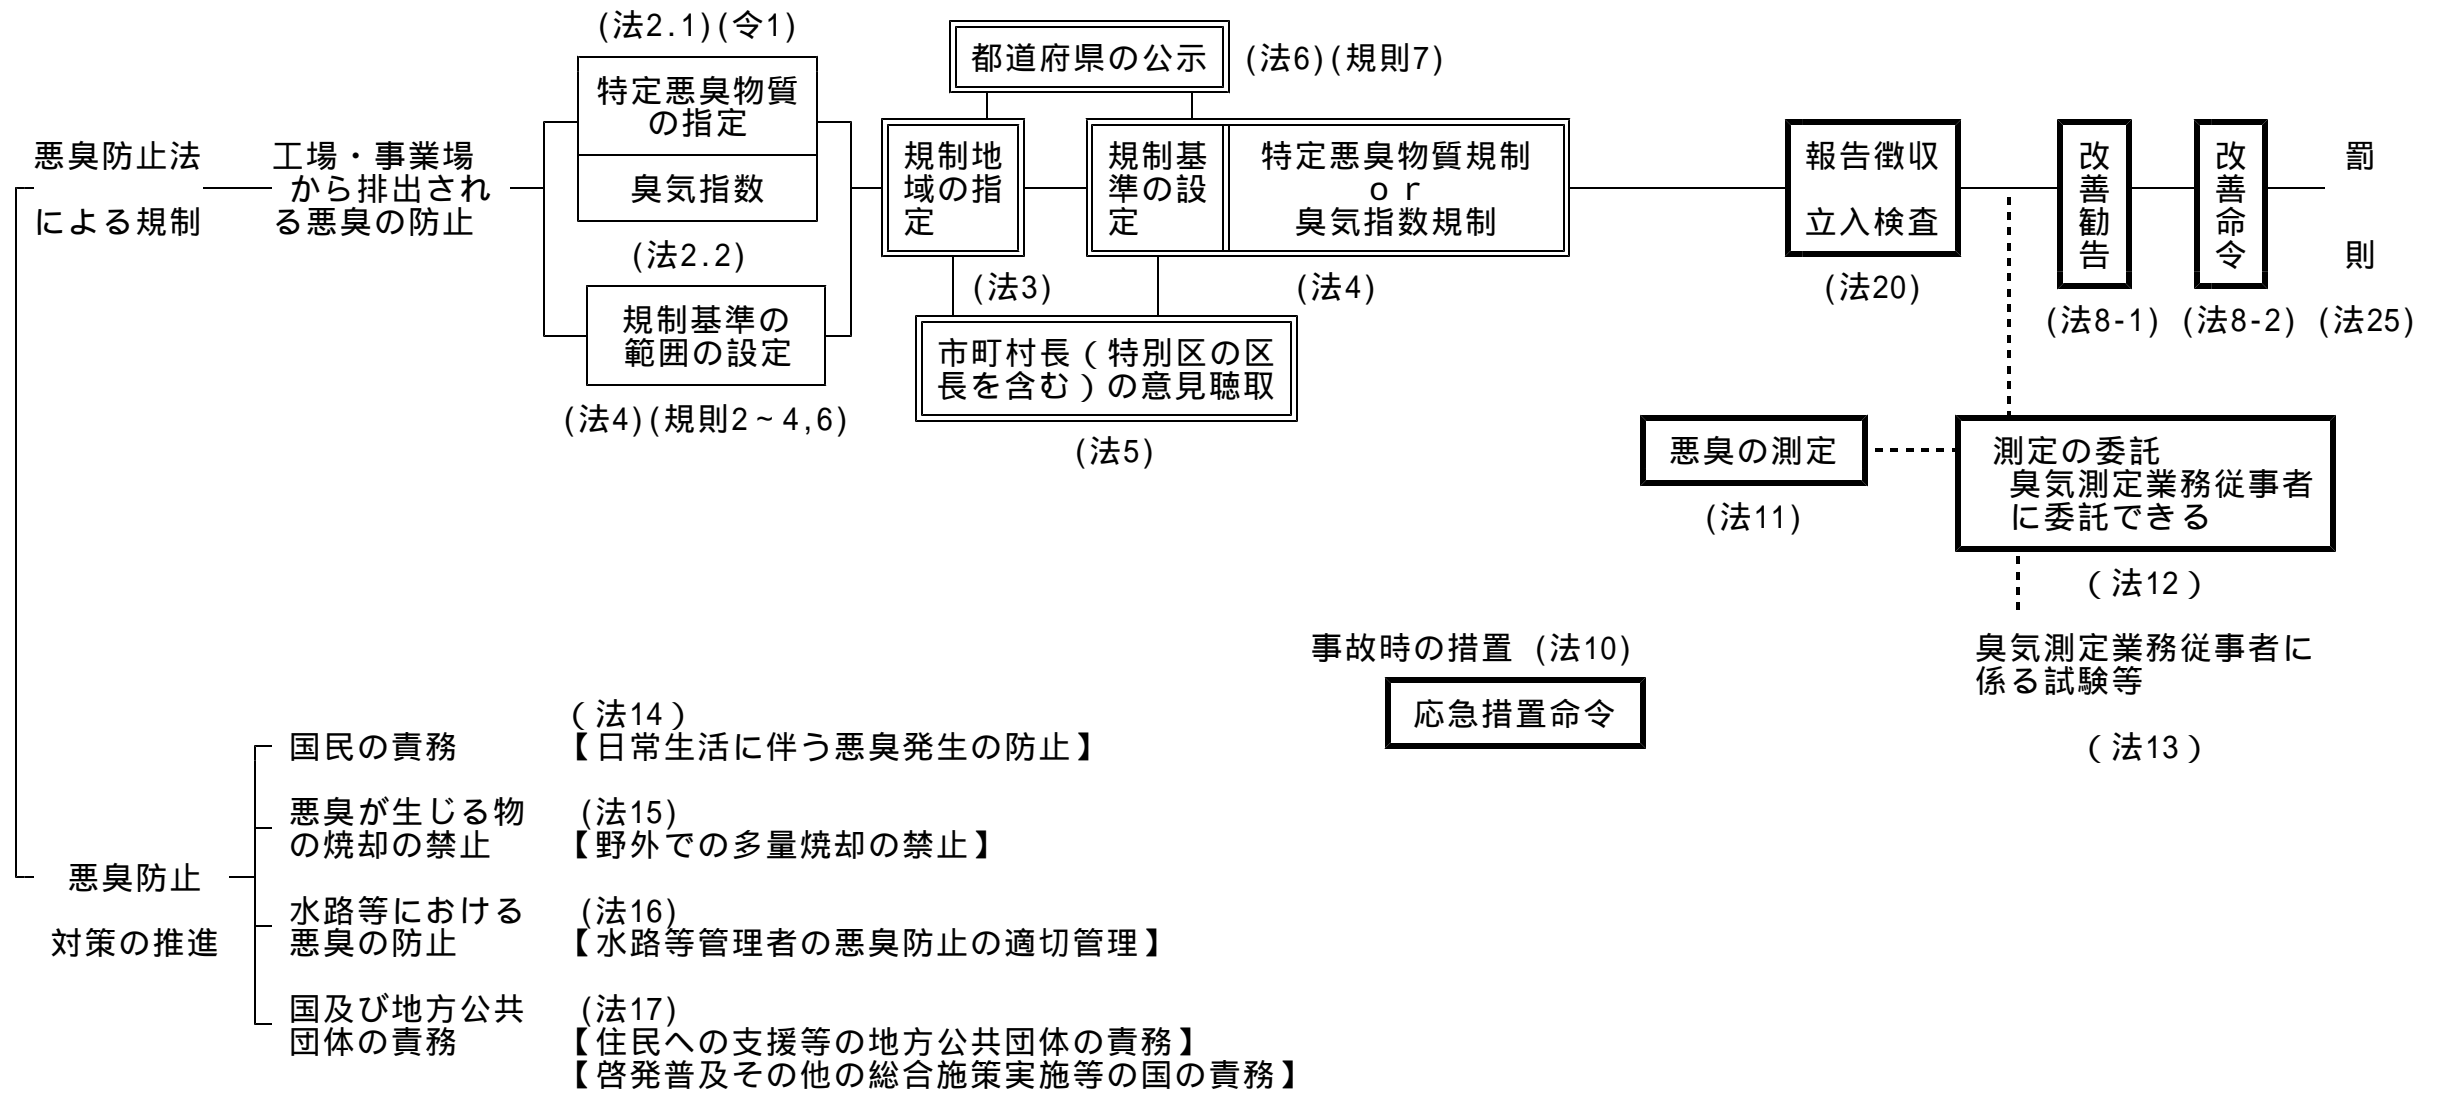 (法2.1)(令1)
特定悪臭物質
の指定
臭気指数
(法2.2)
規制基準の
範囲の設定
(法4)(規則2～4,6)
悪臭防止法
による規制
工場・事業場
から排出され
る悪臭の防止
都道府県の公示
(法6)(規則7)
規制地
域の指
定
(法3)
規制基
準の設
定
特定悪臭物質規制
ｏｒ
臭気指数規制
(法4)
市町村長（特別区の区
長を含む）の意見聴取
(法5)
報告徴収
立入検査
(法20)
改善勧告
(法8-1)
改善命令
(法8-2)
罰則
(法25)
悪臭の測定
(法11)
測定の委託
臭気測定業務従事者
に委託できる
（法12）
臭気測定業務従事者に
係る試験等
（法13）
事故時の措置 (法10)
応急措置命令
悪臭防止
対策の推進
国民の責務
（法14）
【日常生活に伴う悪臭発生の防止】
悪臭が生じる物
の焼却の禁止
(法15)
【野外での多量焼却の禁止】
水路等における
悪臭の防止
(法16)
【水路等管理者の悪臭防止の適切管理】
国及び地方公共
団体の責務
(法17)
【住民への支援等の地方公共団体の責務】
【啓発普及その他の総合施策実施等の国の責務】